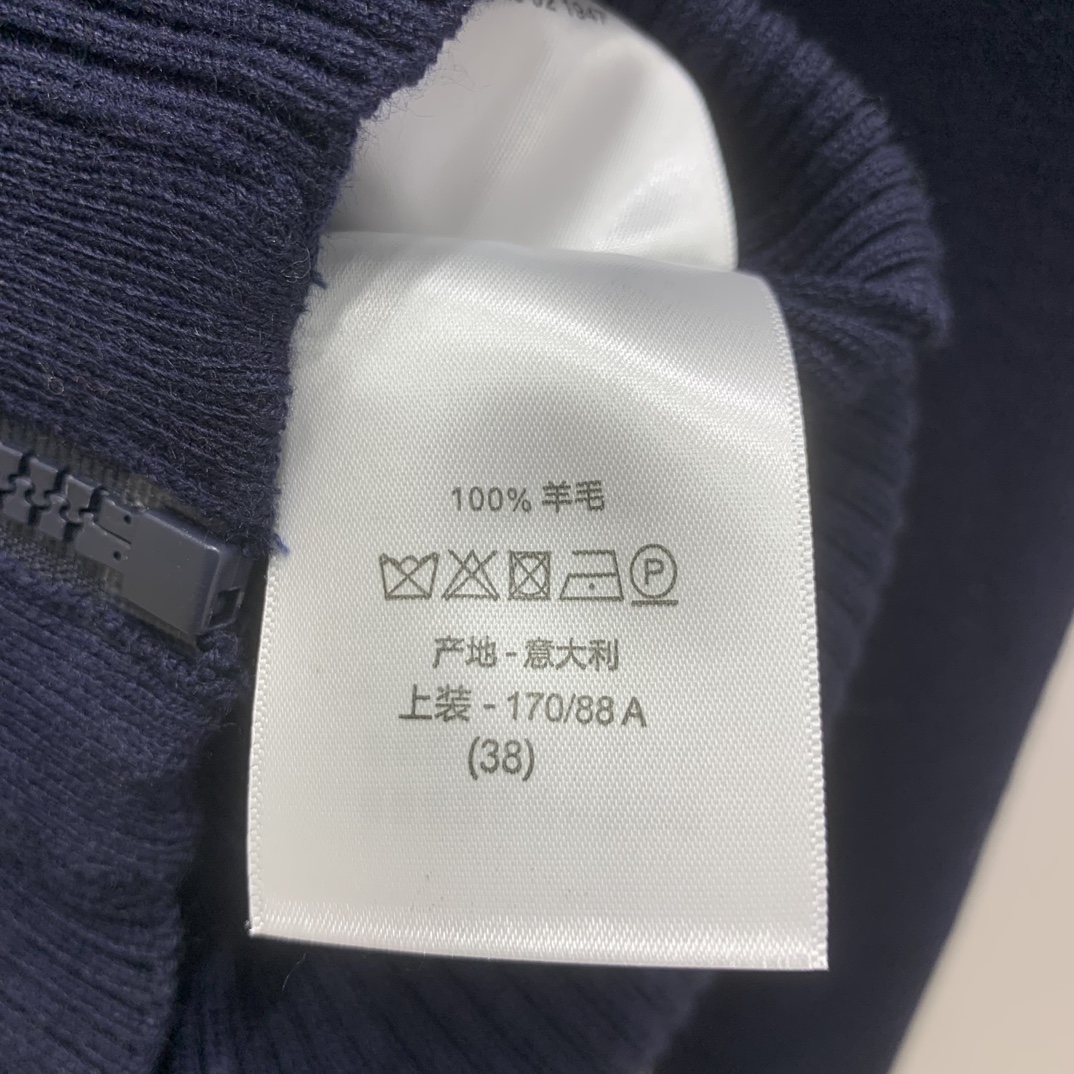 100% 羊毛
P
产地 - 意大利
上装 - 170/88 A
(38)